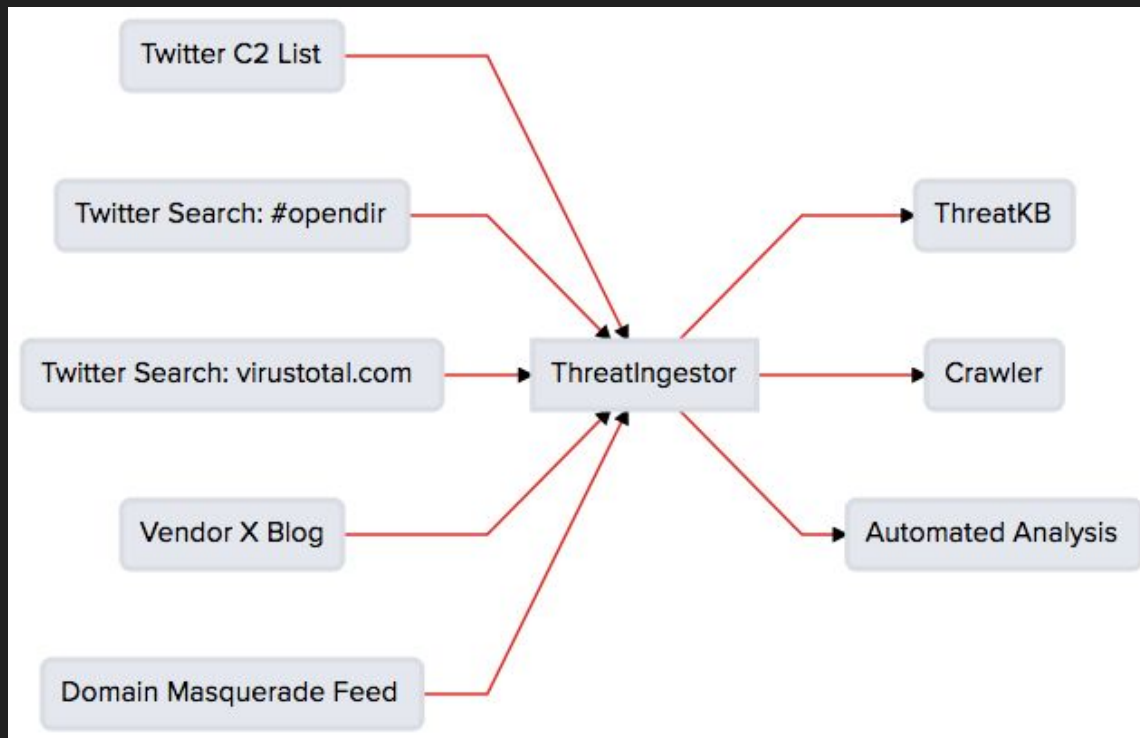 Twitter C2 List
Twitter Search: #opendir
ThreatKB
Twitter Search: virustotal.com
ThreatIngestor
Crawler
Vendor X Blog
Automated Analysis
Domain Masquerade Feed